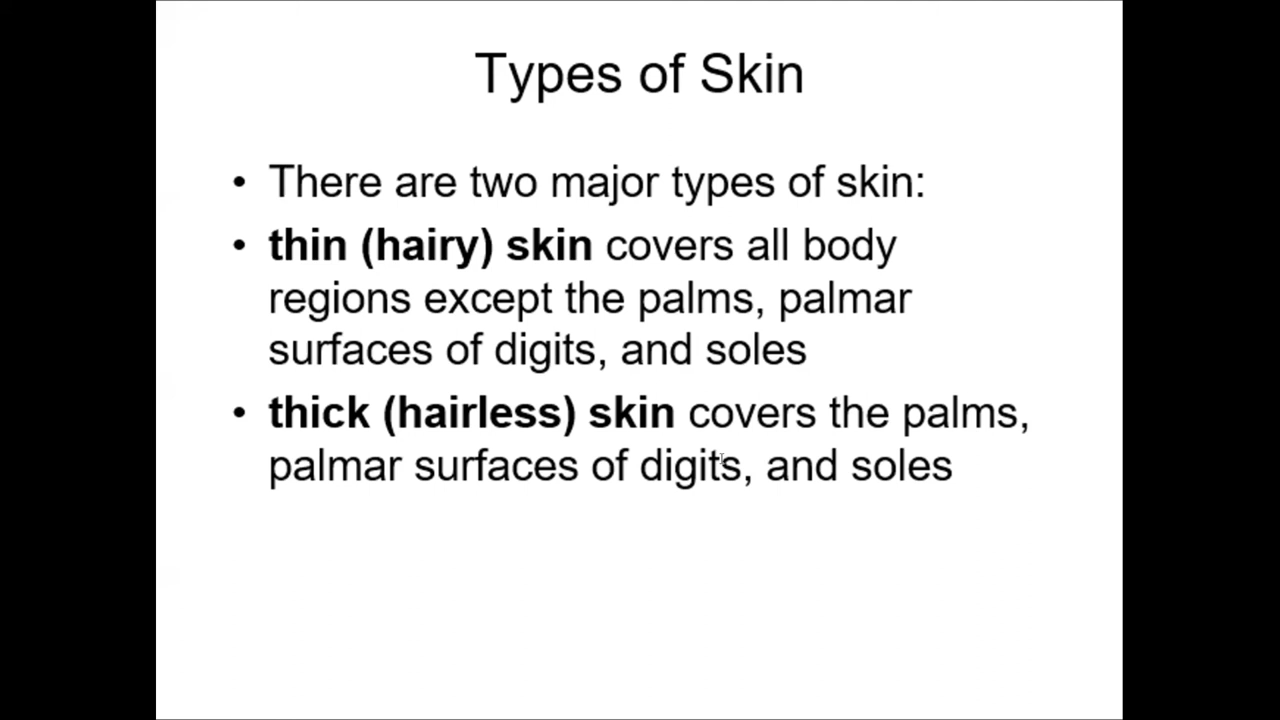 Types of Skin
• There are two major types of skin:
• thin (hairy) skin covers all body
regions except the palms, palmar
surfaces of digits, and soles
• thick (hairless) skin covers the palms,
palmar surfaces of digits, and soles